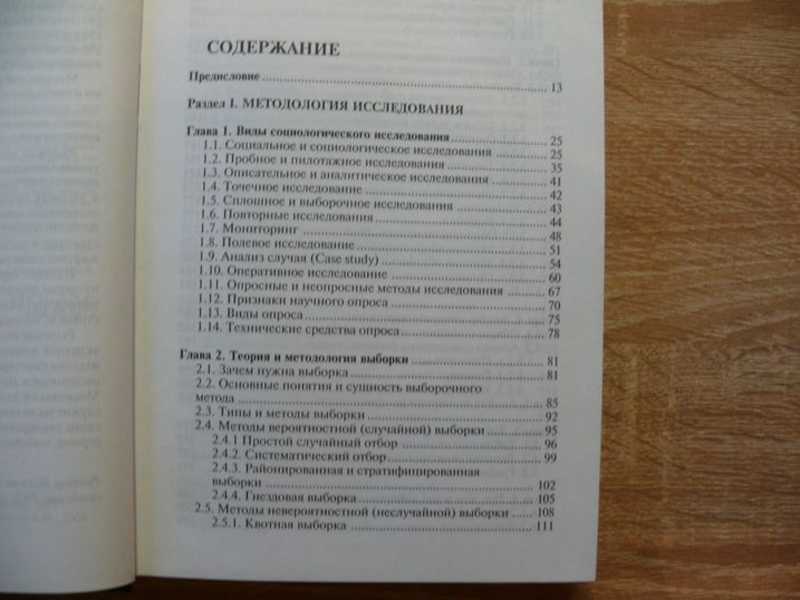 СОДЕРЖАНИЕ
Предисловие ........ 13
Раздел I. МЕТОДОЛОГИЯ ИССЛЕДОВАНИЯ
Глава 1. Виды социологического исследования ........ 25
1.1. Социальное и социологическое исследования ........ 25
1.2. Пробное и пилотажное исследования ........ 35
1.3. Описательное и аналитическое исследования ........ 41
1.4. Точечное исследование ........ 42
1.5. Сплошное и выборочное исследования ........ 43
1.6. Повторные исследования ........ 44
1.7. Мониторинг ........ 48
1.8. Полевое исследование ........ 51
1.9. Анализ случая (Case study) ........ 54
1.10. Оперативное исследование ........ 60
1.11. Опросные и неопросные методы исследования ........ 67
1.12. Признаки научного опроса ........ 70
1.13. Виды опроса ........ 75
1.14. Технические средства опроса ........ 78
Глава 2. Теория и методология выборки ........ 81
2.1. Зачем нужна выборка ........ 81
2.2. Основные понятия и сущность выборочного
метода ........ 85
2.3. Типы и методы выборки ........ 92
2.4. Методы вероятностной (случайной) выборки ........ 95
2.4.1 Простой случайный отбор ........ 96
2.4.2. Систематический отбор ........ 99
2.4.3. Районированная и стратифицированная
выборки ........ 102
2.4.4. Гнездовая выборка ........ 105
2.5. Методы невероятностной (неслучайной) выборки ........ 108
2.5.1. Квотная выборка ........ 111